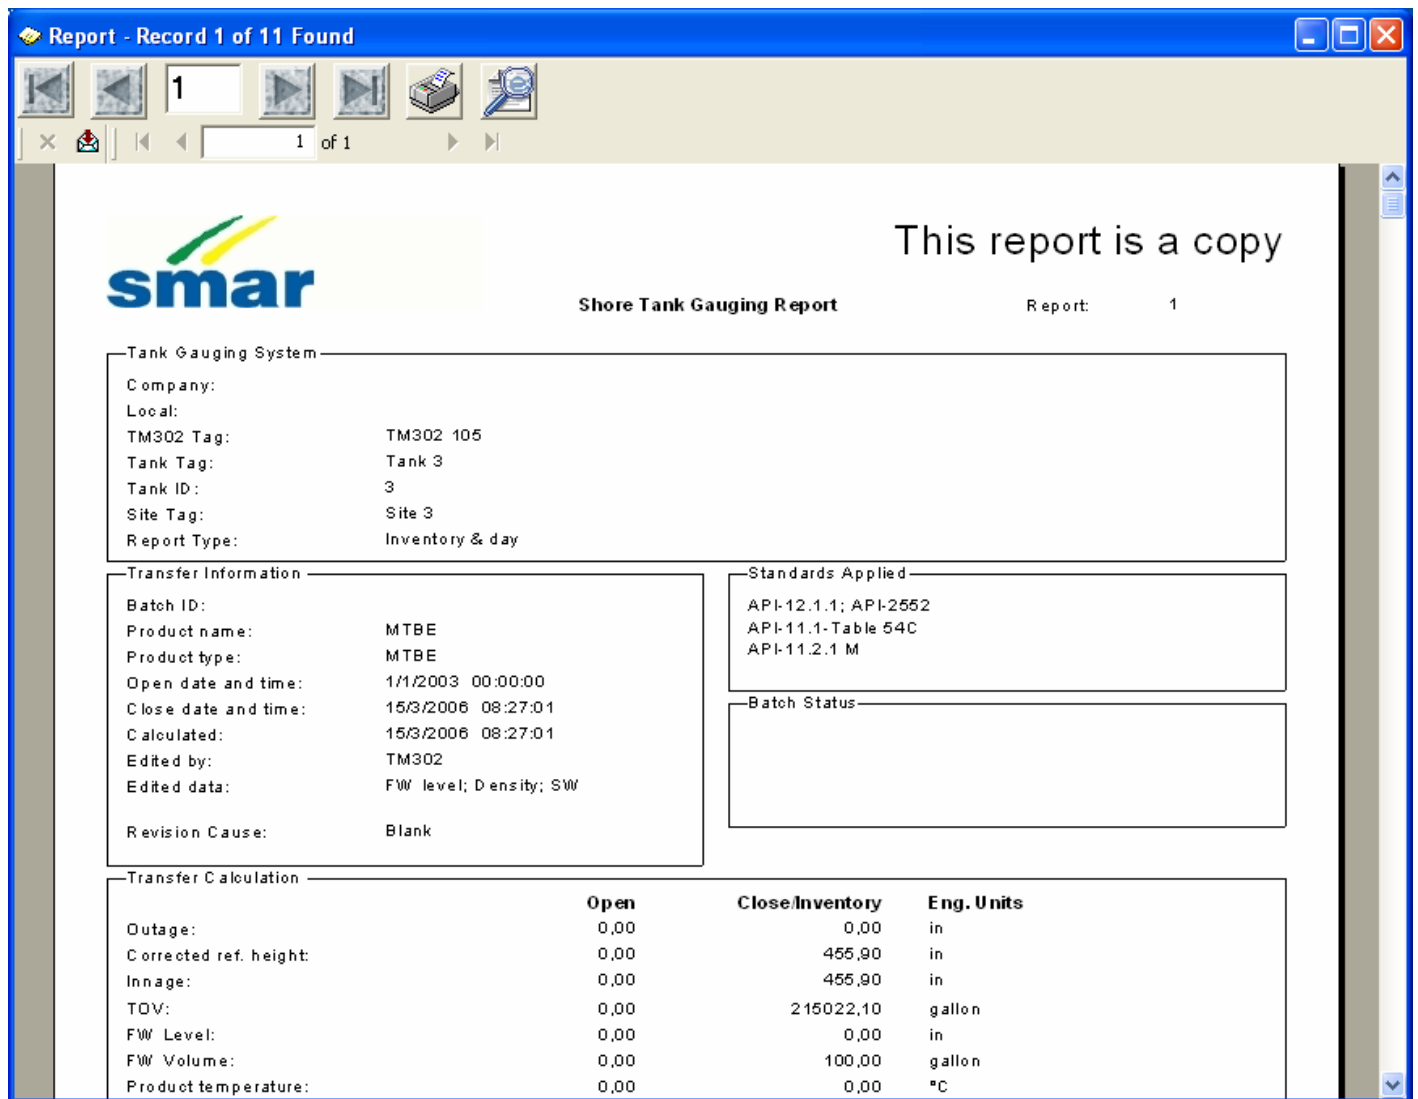 Report - Record 1 of 11 Found
1
1 of 1
smar
This report is a copy
Shore Tank Gauging Report Report: 1
Tank Gauging System
Company:
Local:
TM302 Tag: TM302 105
Tank Tag: Tank 3
Tank ID: 3
Site Tag: Site 3
Report Type: Inventory & day
Transfer Information
Batch ID:
Product name: MTBE
Product type: MTBE
Open date and time: 1/1/2003 00:00:00
Close date and time: 15/3/2006 08:27:01
Calculated: 15/3/2006 08:27:01
Edited by: TM302
Edited data: FW level; Density; SW
Revision Cause: Blank
Standards Applied
API-12.1.1; API-2552
API-11.1-Table 54C
API-11.2.1 M
Batch Status
Transfer Calculation
Open Close/Inventory Eng. Units
Outage: 0,00 0,00 in
Corrected ref. height: 0,00 455,90 in
Innage: 0,00 455,90 in
TOV: 0,00 215022,10 gallon
FW Level: 0,00 0,00 in
FW Volume: 0,00 100,00 gallon
Product temperature: 0,00 0,00 °C